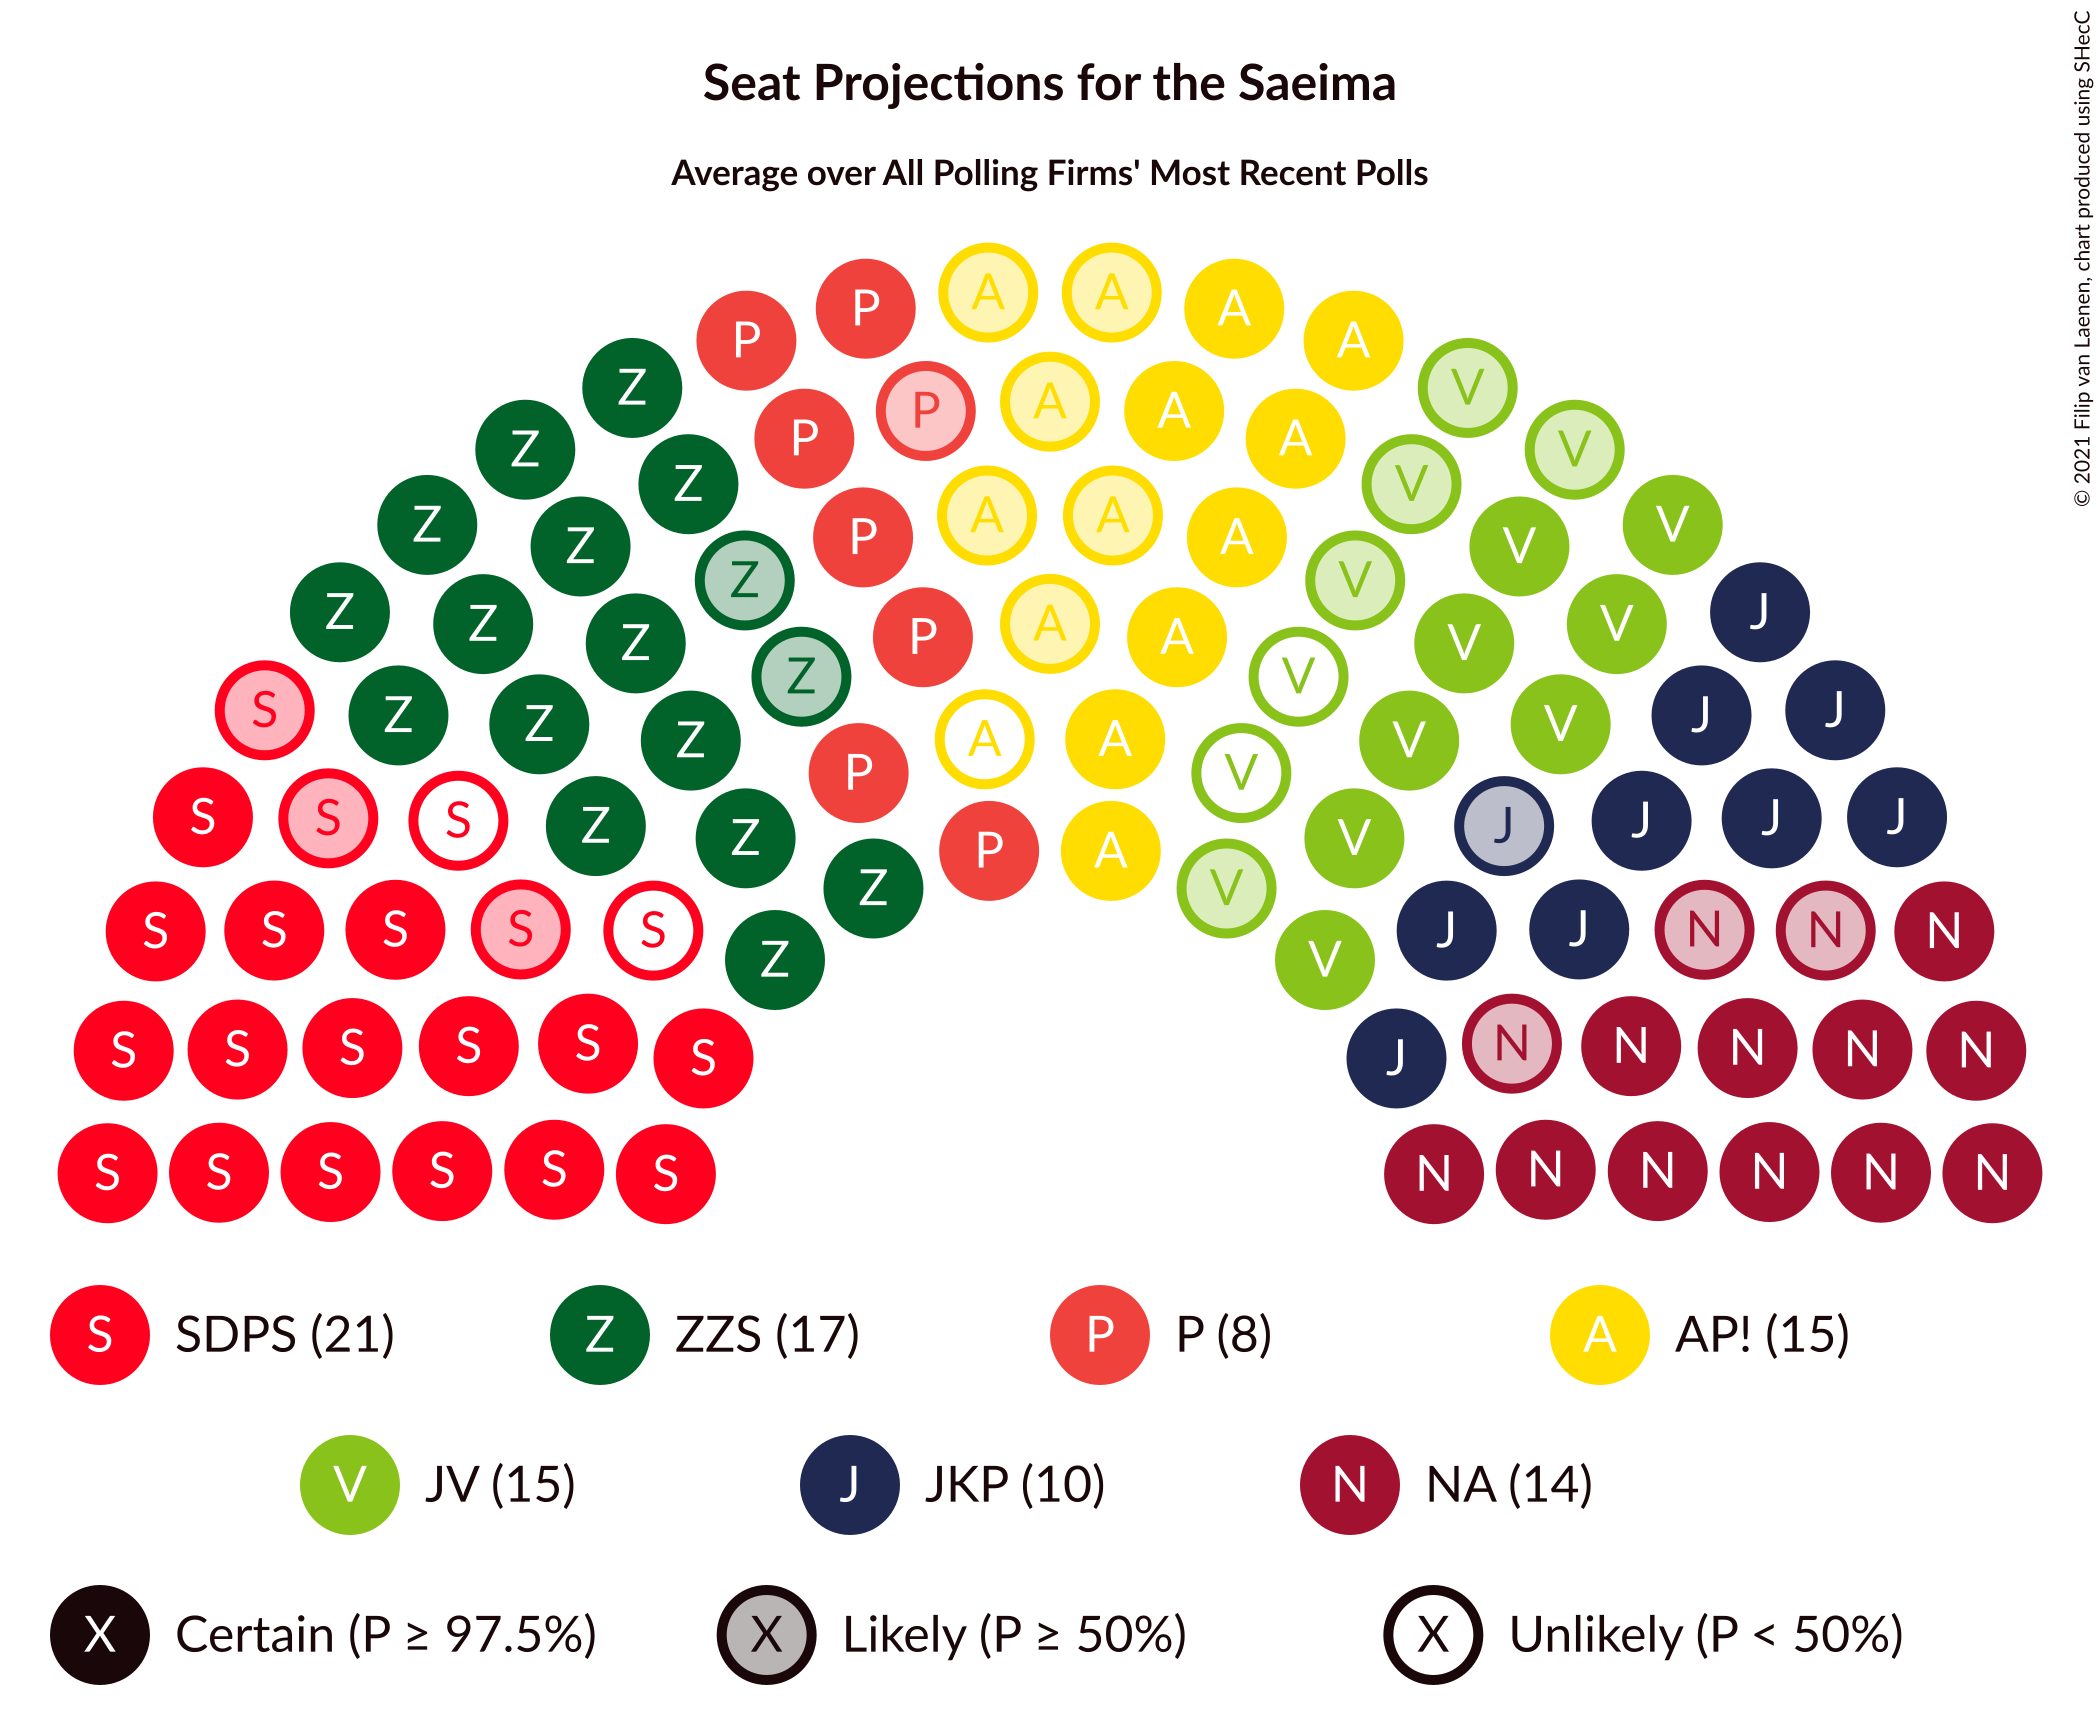 © 2021 Filip van Laenen, chart produced using SHecC
Seat Projections for the Saeima
Average over All Polling Firms' Most Recent Polls
P P A A A A
Z P P A A A V
Z Z Z Z P A A A V V V V
Z Z Z Z Z P A A V V V V J
S Z Z Z P A A V V V J J
S S S Z Z Z P A V V J J J J
S S S S S Z V J J N N N
S S S S S S J N N N N N
S S S S S S N N N N N N
S SDPS (21) Z ZZS (17) P P (8) A AP! (15)
V JV (15) J JKP (10) N NA (14)
X Certain (P ≥ 97.5%) X Likely (P ≥ 50%) X Unlikely (P < 50%)